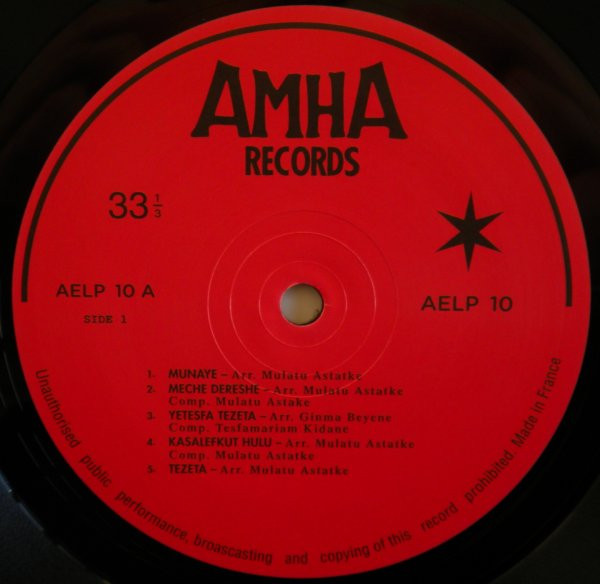 AMHA
RECORDS
33 1/3
AELP 10 A
SIDE 1
AELP 10
1. MUNAYE – Arr. Mulatu Astatke
2. MECHE DERESHE – Arr. Mulatu Astatke
Comp. Mulatu Astake
3. YETESFA TEZETA – Arr. Ginma Beyene
Comp. Tesfamariam Kidane
4. KASALEFKUT HULU – Arr. Mulatu Astatke
Comp. Mulatu Astatke
5. TEZETA – Arr. Mulatu Astatke
Unauthorised public performance, broascasting and copying of this record prohibited. Made in France